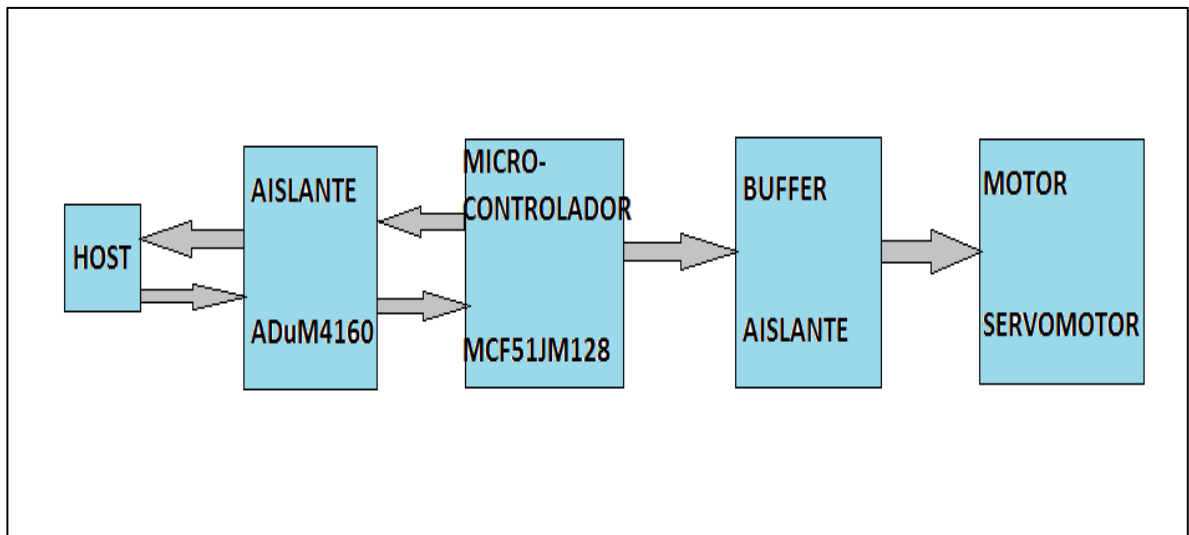 HOST
AISLANTE
ADuM4160
MICRO-
CONTROLADOR
MCF51JM128
BUFFER
AISLANTE
MOTOR
SERVOMOTOR